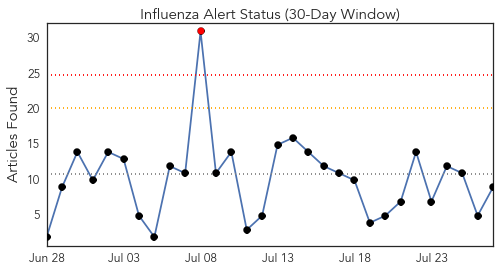 Influenza Alert Status (30-Day Window)
Articles Found
30
25
20
15
10
5
Jun 28 Jul 03 Jul 08 Jul 13 Jul 18 Jul 23